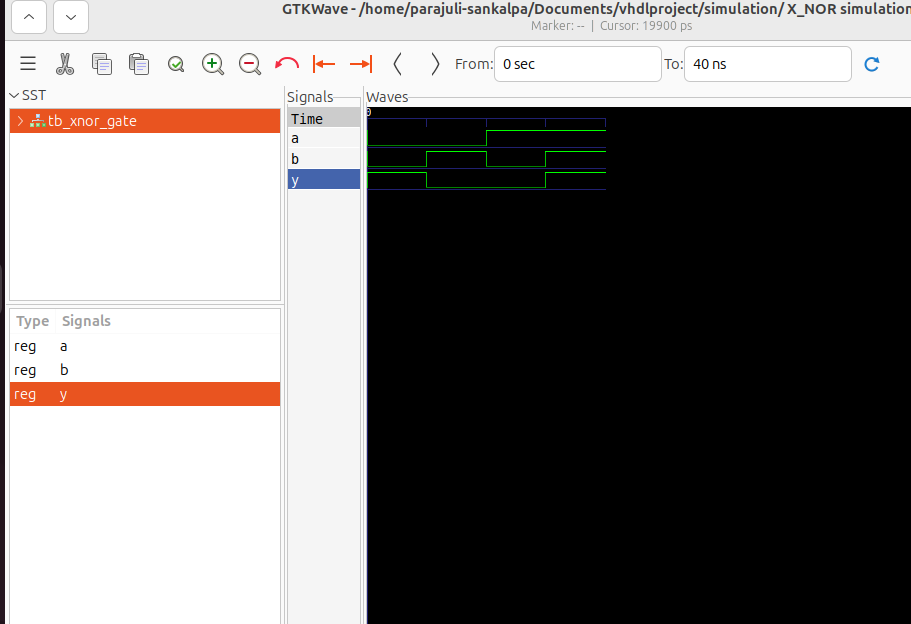 GTKWave - /home/parajuli-sankalpa/Documents/vhdlproject/simulation/ X_NOR simulation
Marker: -- | Cursor: 19900 ps
From: 0 sec To: 40 ns
SST
tb_xnor_gate
Type Signals
reg a
reg b
reg y
Signals
Time
a
b
y
Waves
0